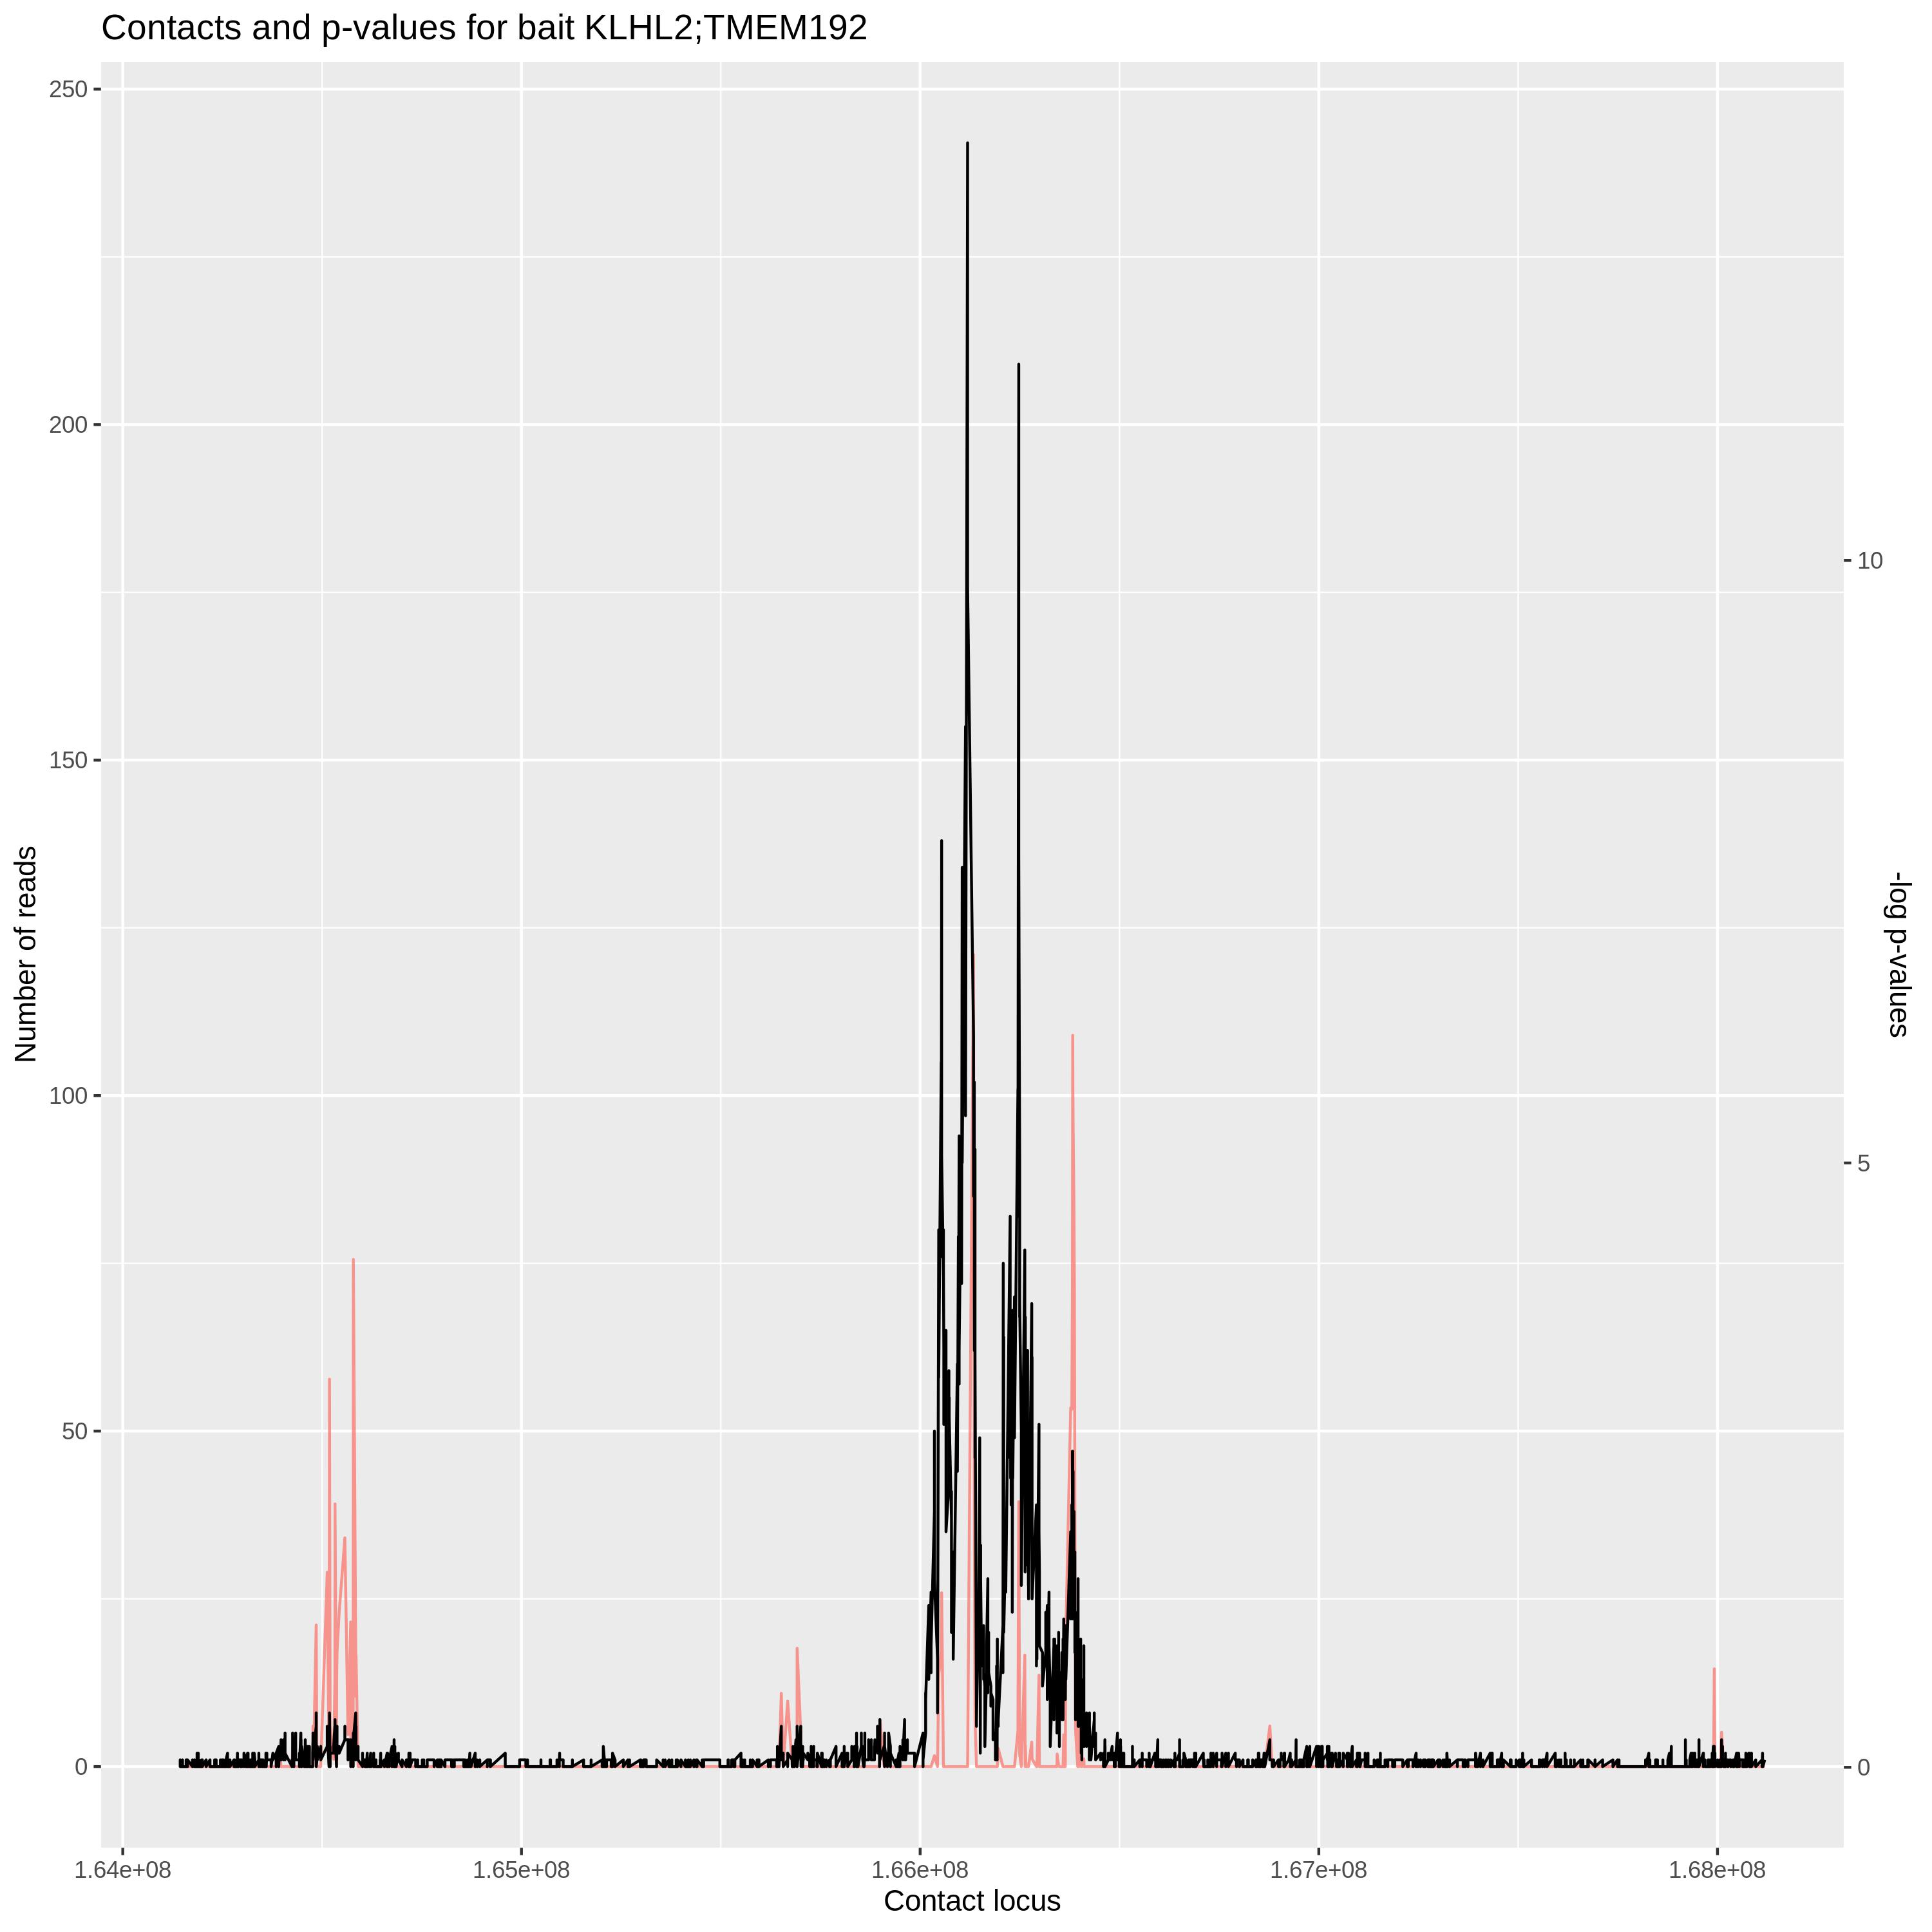 Contacts and p-values for bait KLHL2;TMEM192
250
200
150
100
50
0
Number of reads
10
5
0
-log p-values
1.64e+08
1.65e+08
1.66e+08
1.67e+08
1.68e+08
Contact locus